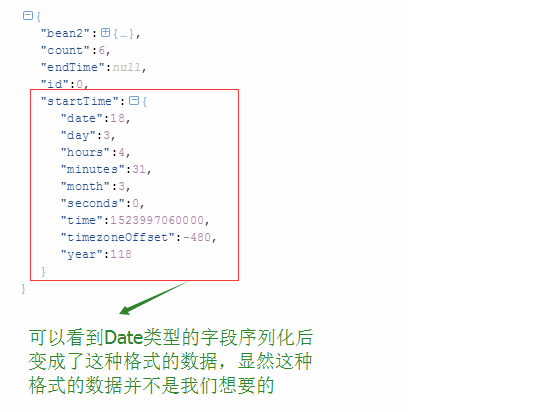 {
"bean2":{…},
"count":6,
"endTime":null,
"id":0,
"startTime":{
"date":18,
"day":3,
"hours":4,
"minutes":31,
"month":3,
"seconds":0,
"time":1523997060000,
"timezoneOffset":-480,
"year":118
}
}
可以看到Date类型的字段序列化后
变成了这种格式的数据，显然这种
格式的数据并不是我们想要的